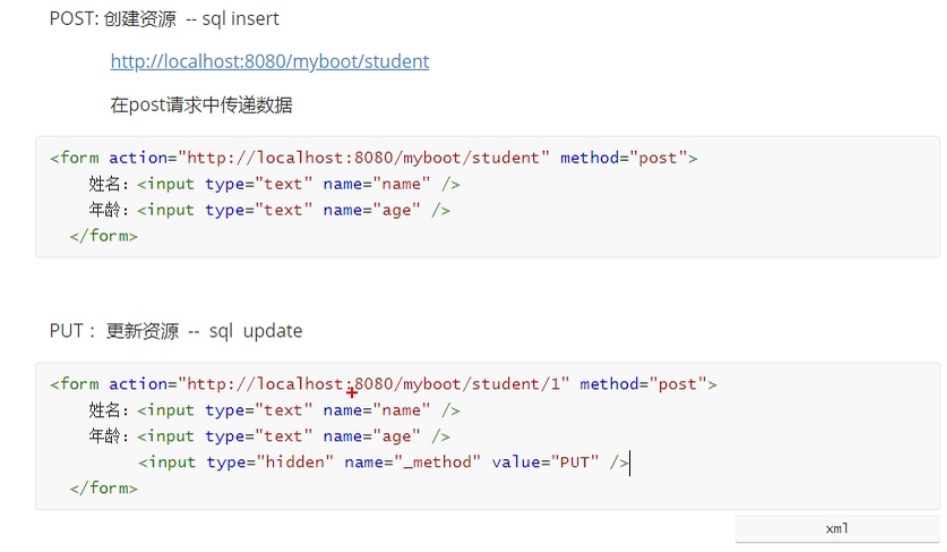 POST: 创建资源 -- sql insert
http://localhost:8080/myboot/student
在post请求中传递数据
<form action="http://localhost:8080/myboot/student" method="post">
姓名：<input type="text" name="name" />
年龄：<input type="text" name="age" />
</form>
PUT： 更新资源 -- sql update
<form action="http://localhost:8080/myboot/student/1" method="post">
姓名：<input type="text" name="name" />
年龄：<input type="text" name="age" />
<input type="hidden" name="_method" value="PUT" />
</form>
xml